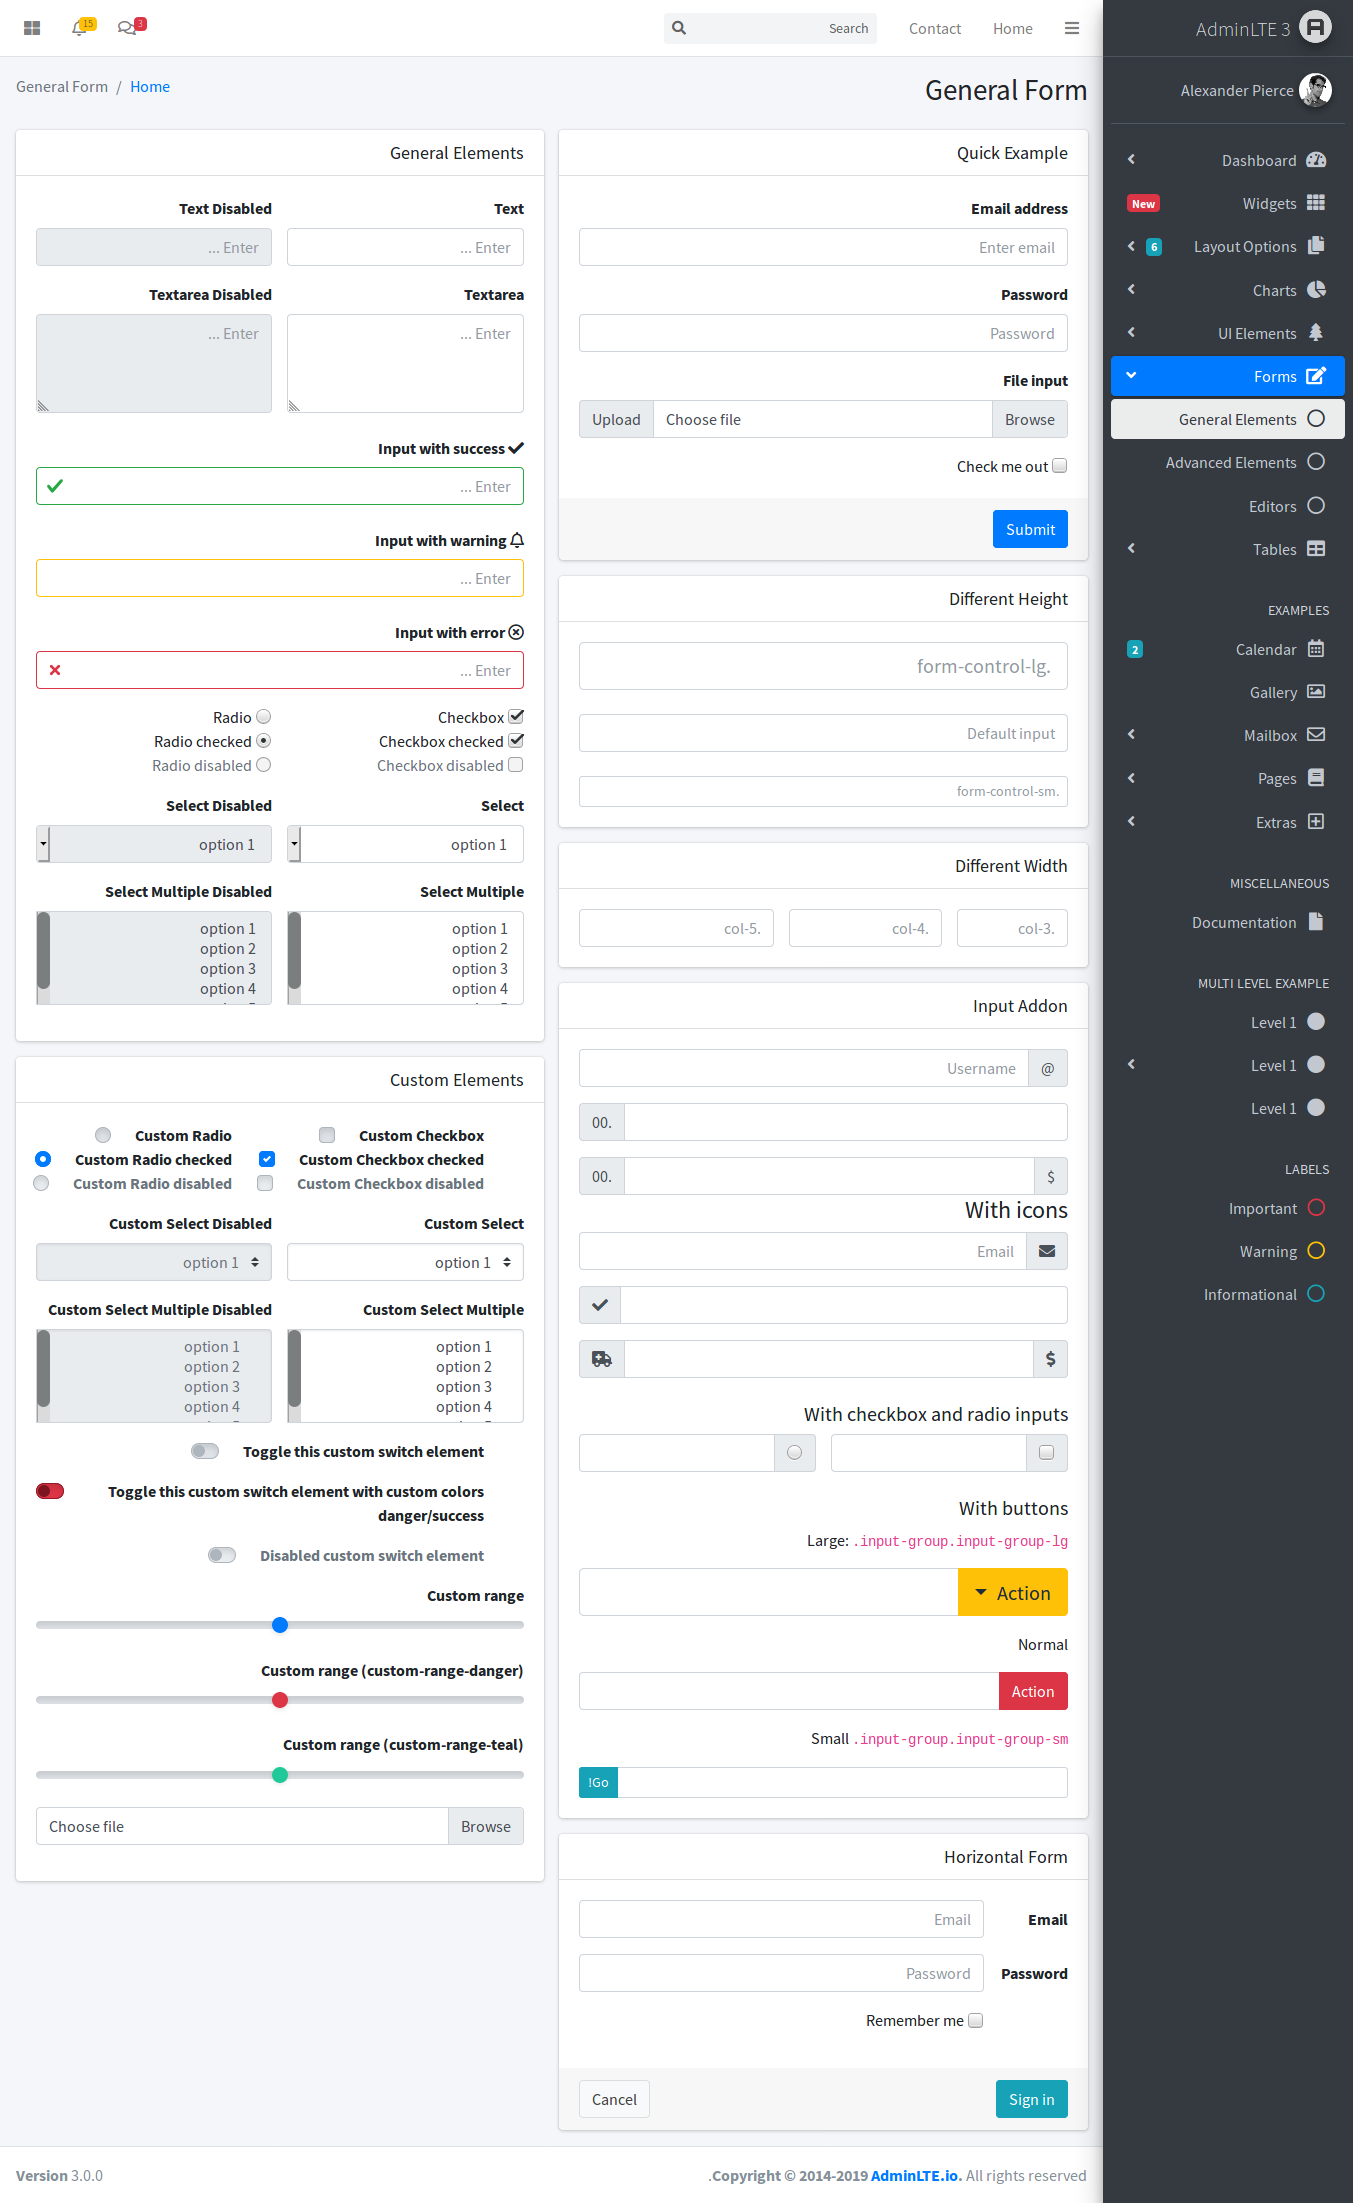 AdminLTE 3
Alexander Pierce
Dashboard
Widgets New
Layout Options 6
Charts
UI Elements
Forms
General Elements
Advanced Elements
Editors
Tables
EXAMPLES
Calendar 2
Gallery
Mailbox
Pages
Extras
MISCELLANEOUS
Documentation
MULTI LEVEL EXAMPLE
Level 1
Level 1
Level 1
LABELS
Important
Warning
Informational
Home
Contact
Search
3
15
General Form
General Form / Home
Quick Example
Email address
Enter email
Password
Password
File input
Upload Choose file Browse
Check me out
Submit
Different Height
form-control-lg.
Default input
form-control-sm.
Different Width
col-5. col-4. col-3.
Input Addon
Username @
00.
00. $
With icons
Email
$
With checkbox and radio inputs
With buttons
Large: .input-group.input-group-lg
Action
Normal
Action
Small .input-group.input-group-sm
!Go
Horizontal Form
Email Email
Password Password
Remember me
Cancel Sign in
General Elements
Text Disabled Text
... Enter ... Enter
Textarea Disabled Textarea
... Enter ... Enter
Input with success
... Enter
Input with warning
... Enter
Input with error
... Enter
Radio Checkbox
Radio checked Checkbox checked
Radio disabled Checkbox disabled
Select Disabled Select
option 1 option 1
Select Multiple Disabled Select Multiple
option 1 option 1
option 2 option 2
option 3 option 3
option 4 option 4
Custom Elements
Custom Radio Custom Checkbox
Custom Radio checked Custom Checkbox checked
Custom Radio disabled Custom Checkbox disabled
Custom Select Disabled Custom Select
option 1 option 1
Custom Select Multiple Disabled Custom Select Multiple
option 1 option 1
option 2 option 2
option 3 option 3
option 4 option 4
Toggle this custom switch element
Toggle this custom switch element with custom colors
danger/success
Disabled custom switch element
Custom range
Custom range (custom-range-danger)
Custom range (custom-range-teal)
Choose file Browse
Version 3.0.0
.Copyright © 2014-2019 AdminLTE.io. All rights reserved